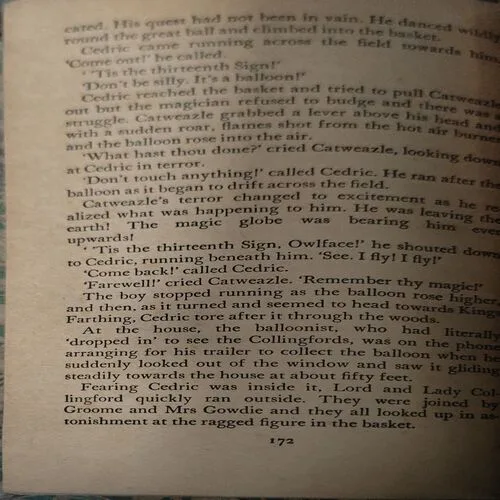 cated. His quest had not been in vain. He danced wildly
round the great ball and climbed into the basket.
Cedric came running across the field towards him.
'Come out!' he called.
' 'Tis the thirteenth Sign!'
'Don't be silly. It's a balloon!'
Cedric reached the basket and tried to pull Catweazle
out but the magician refused to budge and there was a
struggle. Catweazle grabbed a lever above his head and
with a sudden roar, flames shot from the hot air burner
and the balloon rose into the air.
'What hast thou done?' cried Catweazle, looking down
at Cedric in terror.
'Don't touch anything!' called Cedric. He ran after the
balloon as it began to drift across the field.
Catweazle's terror changed to excitement as he re-
alized what was happening to him. He was leaving the
earth! The magic globe was bearing him ever
upwards!
' 'Tis the thirteenth Sign, Owlface!' he shouted down
to Cedric, running beneath him. 'See. I fly! I fly!'
'Come back!' called Cedric.
'Farewell!' cried Catweazle. 'Remember thy magic!'
The boy stopped running as the balloon rose higher
and then, as it turned and seemed to head towards King's
Farthing, Cedric tore after it through the woods.
At the house, the balloonist, who had literally
'dropped in' to see the Collingfords, was on the phone
arranging for his trailer to collect the balloon when he
suddenly looked out of the window and saw it gliding
steadily towards the house at about fifty feet.
Fearing Cedric was inside it, Lord and Lady Col-
lingford quickly ran outside. They were joined by
Groome and Mrs Gowdie and they all looked up in as-
tonishment at the ragged figure in the basket.
172